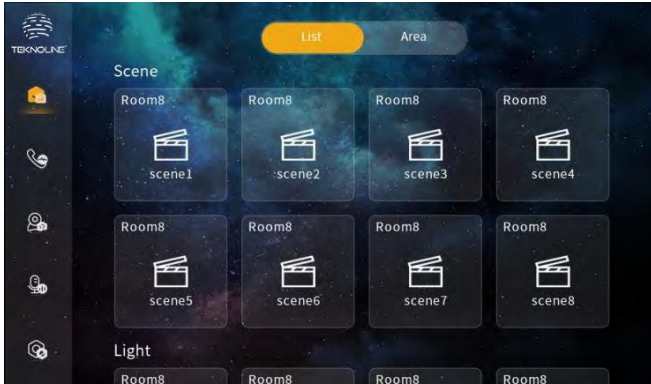 TEKNOLINE
List Area
Scene
Room8 Room8 Room8 Room8
scene1 scene2 scene3 scene4
Room8 Room8 Room8 Room8
scene5 scene6 scene7 scene8
Light
Room8 Room8 Room8 Room8